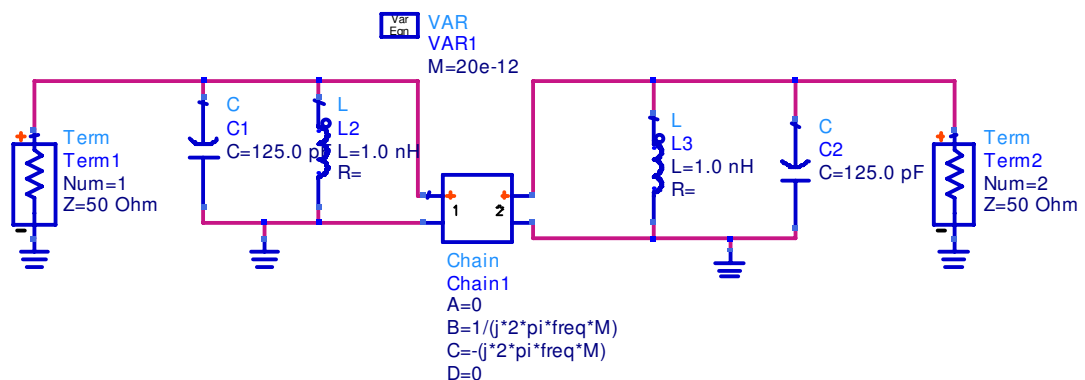 Var
Eqn
VAR
VAR1
M=20e-12
Term
Term1
Num=1
Z=50 Ohm
C
C1
C=125.0 pF
L
L2
L=1.0 nH
R=
1
2
Chain
Chain1
A=0
B=1/(j*2*pi*freq*M)
C=-(j*2*pi*freq*M)
D=0
L
L3
L=1.0 nH
R=
C
C2
C=125.0 pF
Term
Term2
Num=2
Z=50 Ohm